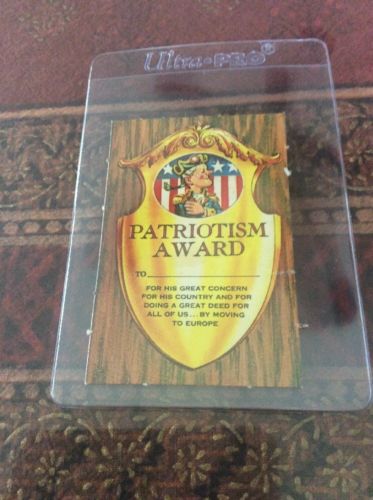 Ultra•PRO®
PATRIOTISM
AWARD
TO
FOR HIS GREAT CONCERN
FOR HIS COUNTRY AND FOR
DOING A GREAT DEED FOR
ALL OF US...BY MOVING
TO EUROPE